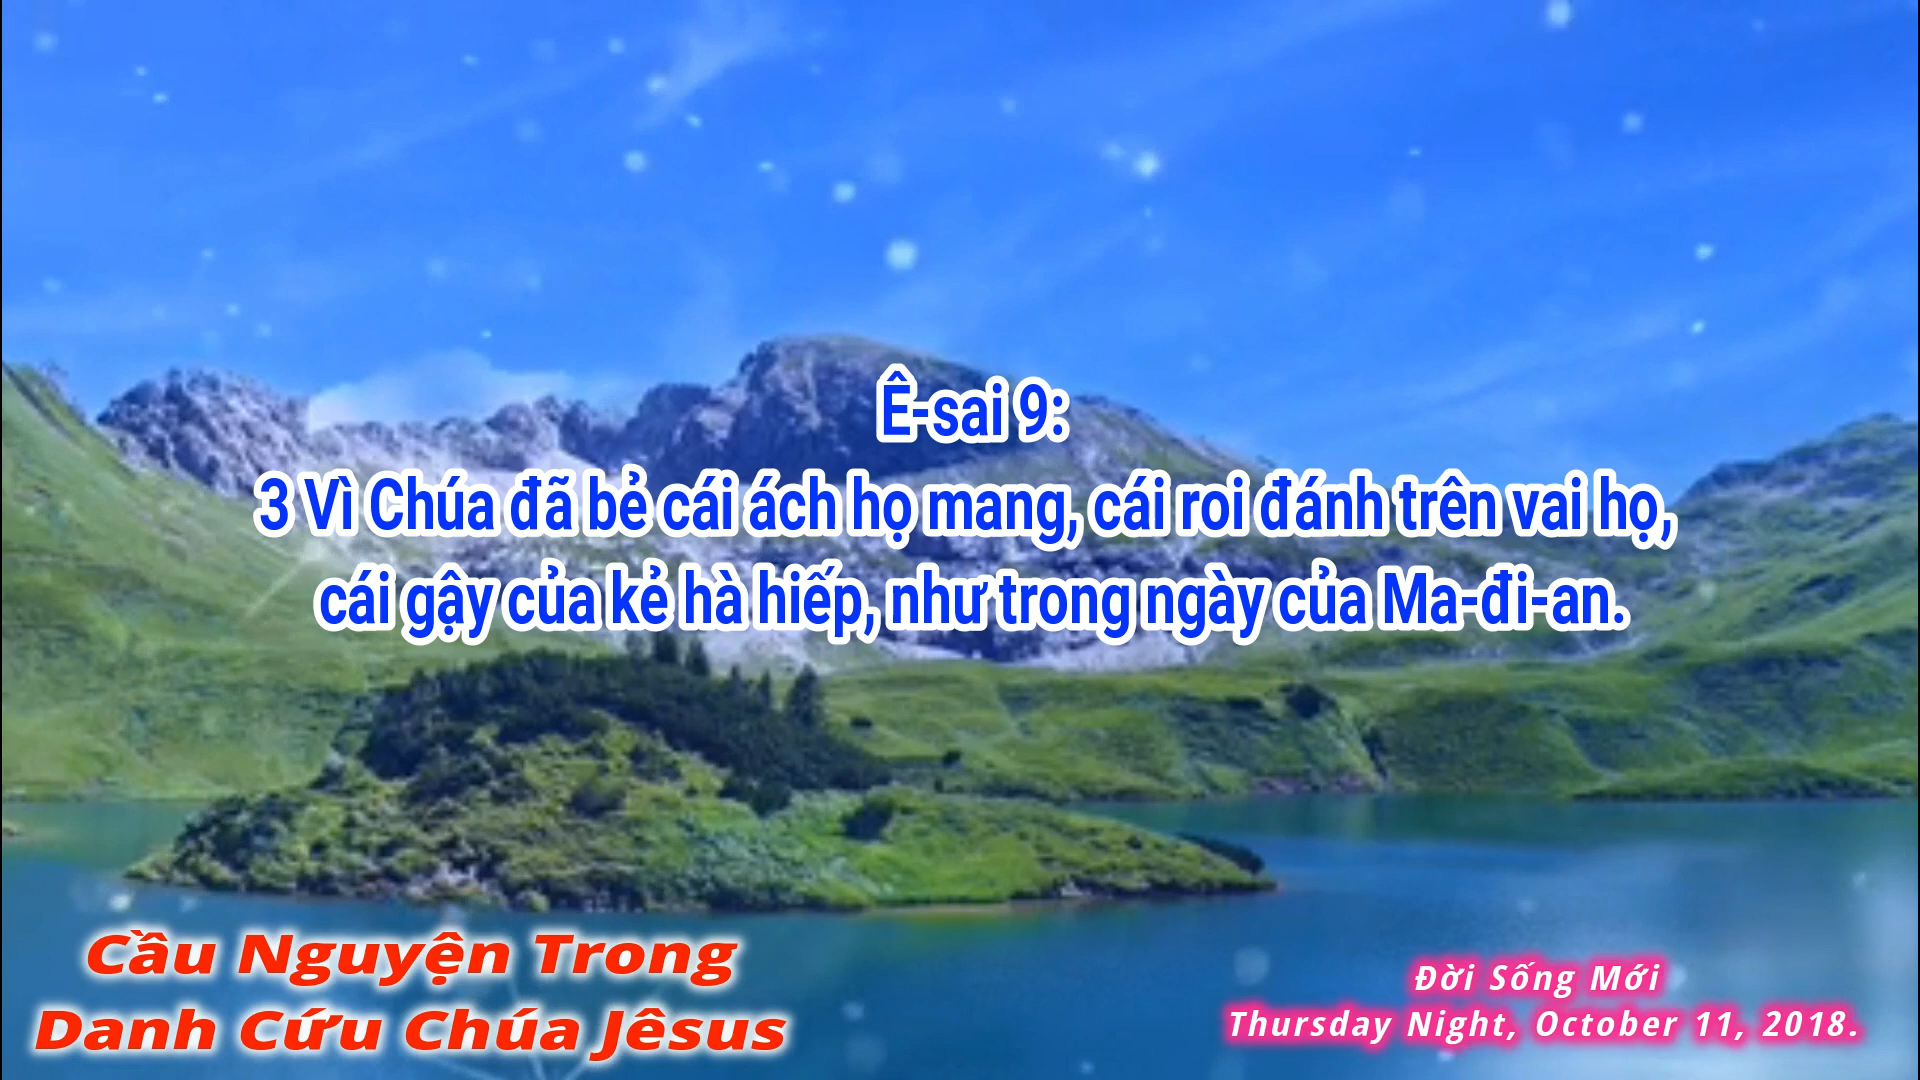 Ê-sai 9:
3 Vì Chúa đã bẻ cái ách họ mang, cái roi đánh trên vai họ,
cái gậy của kẻ hà hiếp, như trong ngày của Ma-đi-an.
Cầu Nguyện Trong
Danh Cứu Chúa Jêsus
Đời Sống Mới
Thursday Night, October 11, 2018.